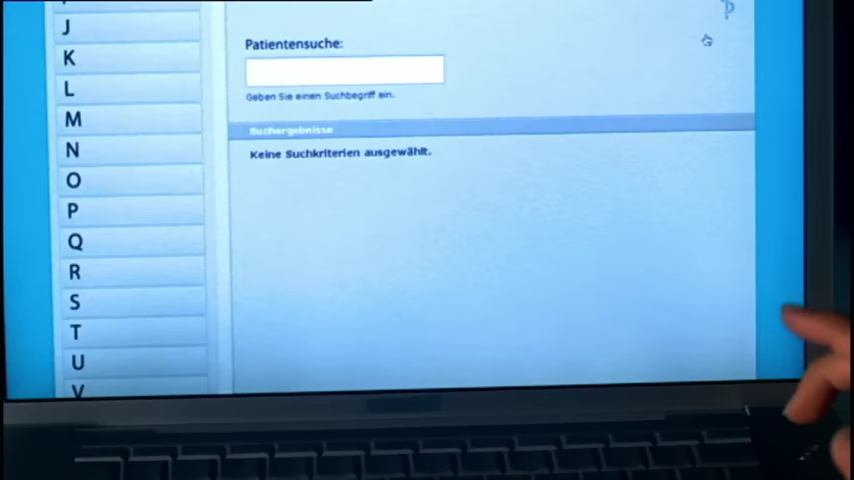 J
K
L
M
N
O
P
Q
R
S
T
U
V
Patientensuche:
Geben Sie einen Suchbegriff ein.
Suchergebnisse
Keine Suchkriterien ausgewählt.